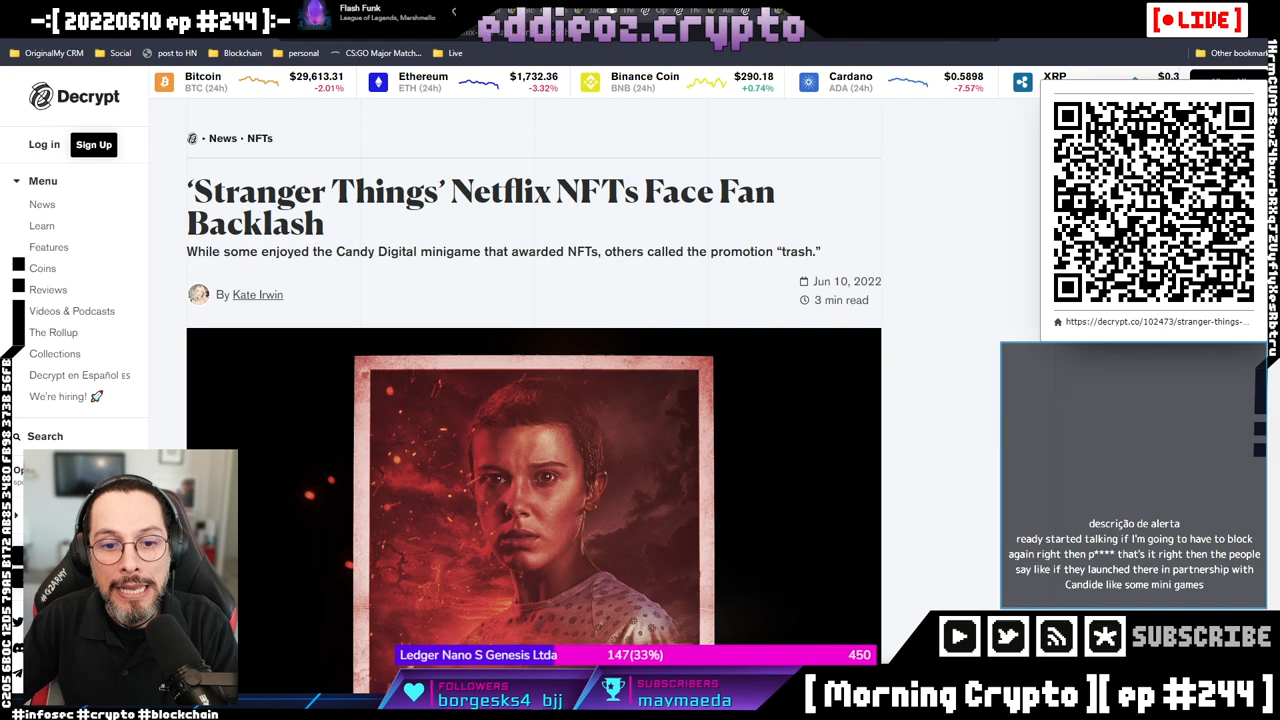 -:[ 20220610 ep #244 ]:-
Flash Funk
League of Legends, Marshmello
eddieoz.crypto
[ • LIVE ]
OriginalMy CRM
Social
post to HN
Blockchain
personal
CS:GO Major Match...
Live
Other bookmar
Decrypt
Bitcoin $29,613.31
BTC (24h) -2.01%
Ethereum $1,732.36
ETH (24h) -3.32%
Binance Coin $290.18
BNB (24h) +0.74%
Cardano $0.5898
ADA (24h) -7.57%
XRP $0.3
Log in
Sign Up
Menu
News
Learn
Features
Coins
Reviews
Videos & Podcasts
The Rollup
Collections
Decrypt en Español ES
We're hiring! 🚀
Search
• News • NFTs
‘Stranger Things’ Netflix NFTs Face Fan
Backlash
While some enjoyed the Candy Digital minigame that awarded NFTs, others called the promotion “trash.”
By Kate Irwin
Jun 10, 2022
3 min read
https://decrypt.co/102473/stranger-things-...
descrição de alerta
ready started talking if I'm going to have to block
again right then p**** that's it right then the people
say like if they launched there in partnership with
Candide like some mini games
#G2ARMY
Ledger Nano S Genesis Ltda 147(33%) 450
FOLLOWERS
borgesks4_bjj
SUBSCRIBERS
maymaeda
SUBSCRIBE
[ Morning Crypto ][ ep #244 ]
#infosec #crypto #blockchain